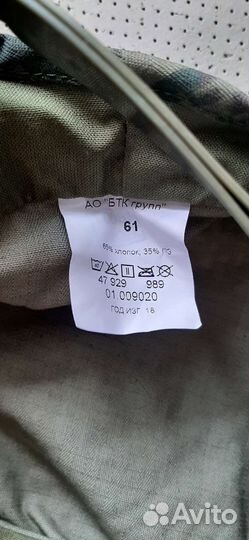 АО "БТК групп"
61
65% хлопок, 35% ПЭ
47 929 989
01.009020
ГОД ИЗГ. 18
Avito